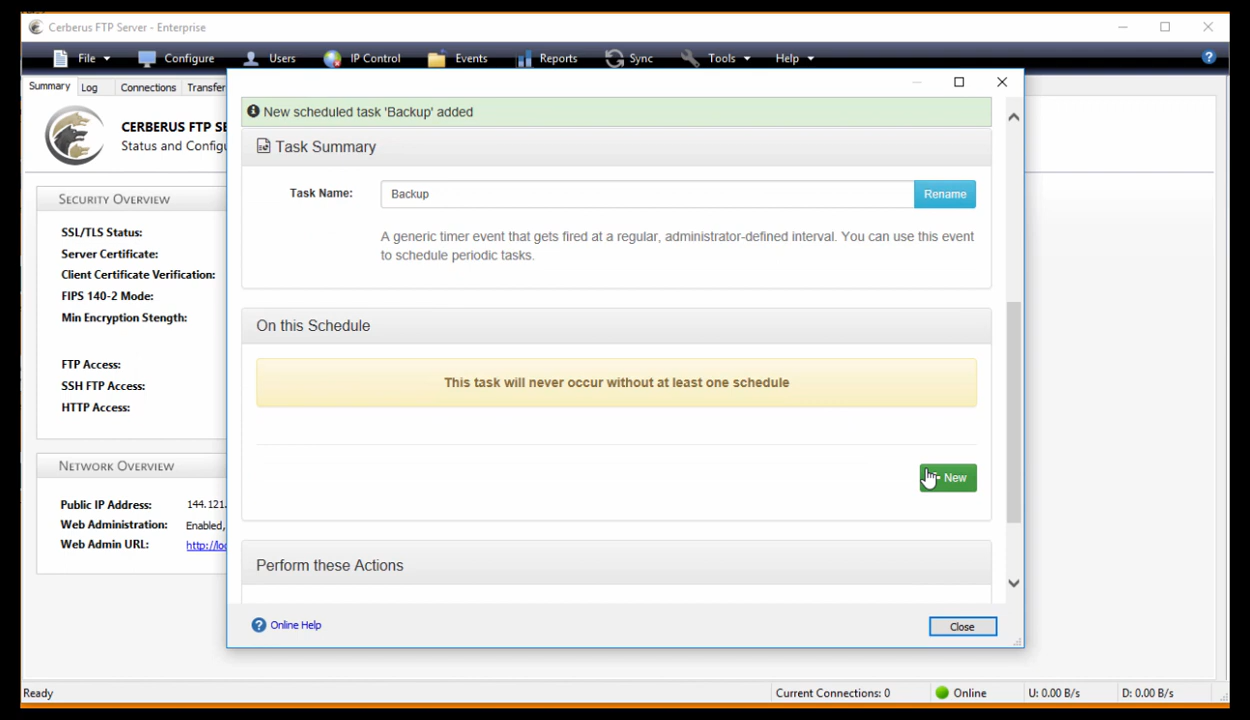 Cerberus FTP Server - Enterprise
File Configure Users IP Control Events Reports Sync Tools Help
Summary Log Connections Transfer
CERBERUS FTP SE
Status and Configu
SECURITY OVERVIEW
SSL/TLS Status:
Server Certificate:
Client Certificate Verification:
FIPS 140-2 Mode:
Min Encryption Stength:
FTP Access:
SSH FTP Access:
HTTP Access:
NETWORK OVERVIEW
Public IP Address: 144.121.
Web Administration: Enabled,
Web Admin URL: http://loc
New scheduled task 'Backup' added
Task Summary
Task Name: Backup Rename
A generic timer event that gets fired at a regular, administrator-defined interval. You can use this event
to schedule periodic tasks.
On this Schedule
This task will never occur without at least one schedule
New
Perform these Actions
Online Help
Close
Ready Current Connections: 0 Online U: 0.00 B/s D: 0.00 B/s